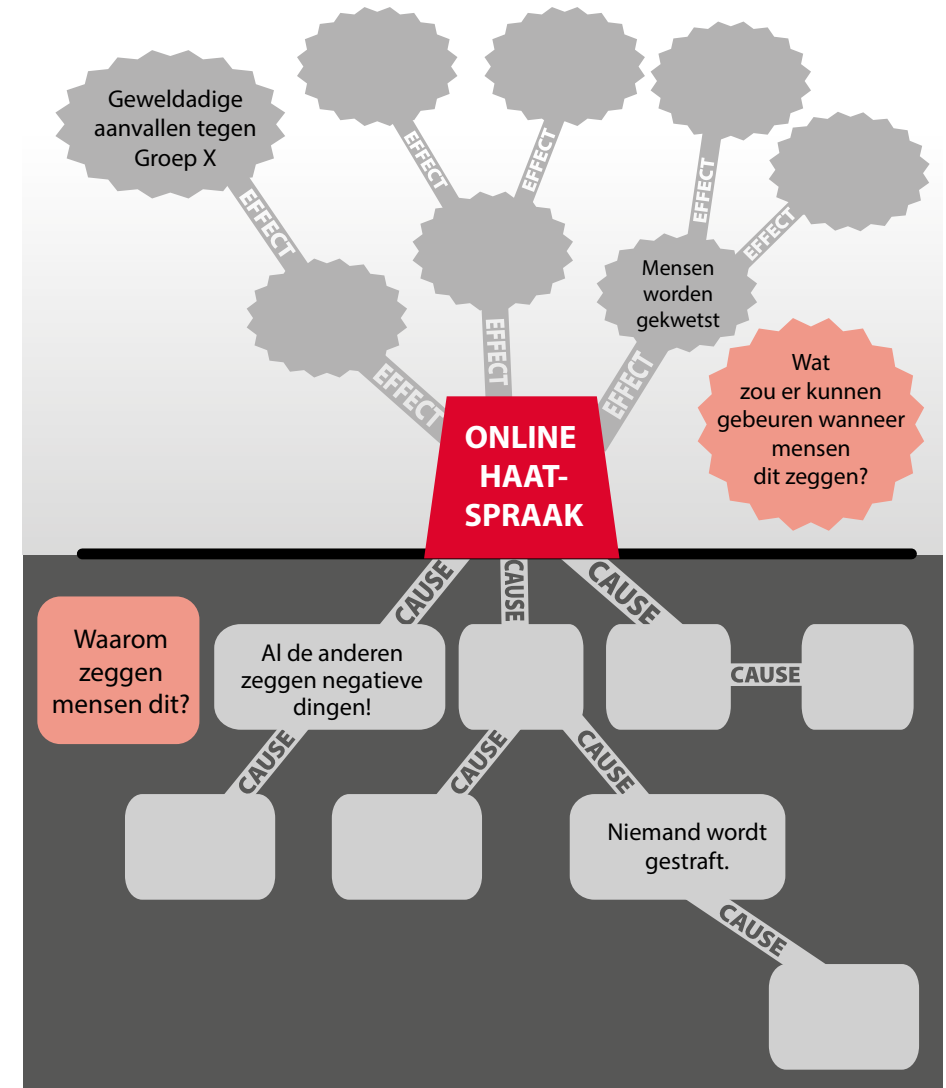 Geweldadige
aanvallen tegen
Groep X
EFFECT
EFFECT
EFFECT
EFFECT
EFFECT
Mensen
worden
gekwetst
EFFECT
EFFECT
EFFECT
Wat
zou er kunnen
gebeuren wanneer
mensen
dit zeggen?
ONLINE
HAAT-
SPRAAK
CAUSE
CAUSE
CAUSE
Waarom
zeggen
mensen dit?
Al de anderen
zeggen negatieve
dingen!
CAUSE
CAUSE
CAUSE
CAUSE
Niemand wordt
gestraft.
CAUSE